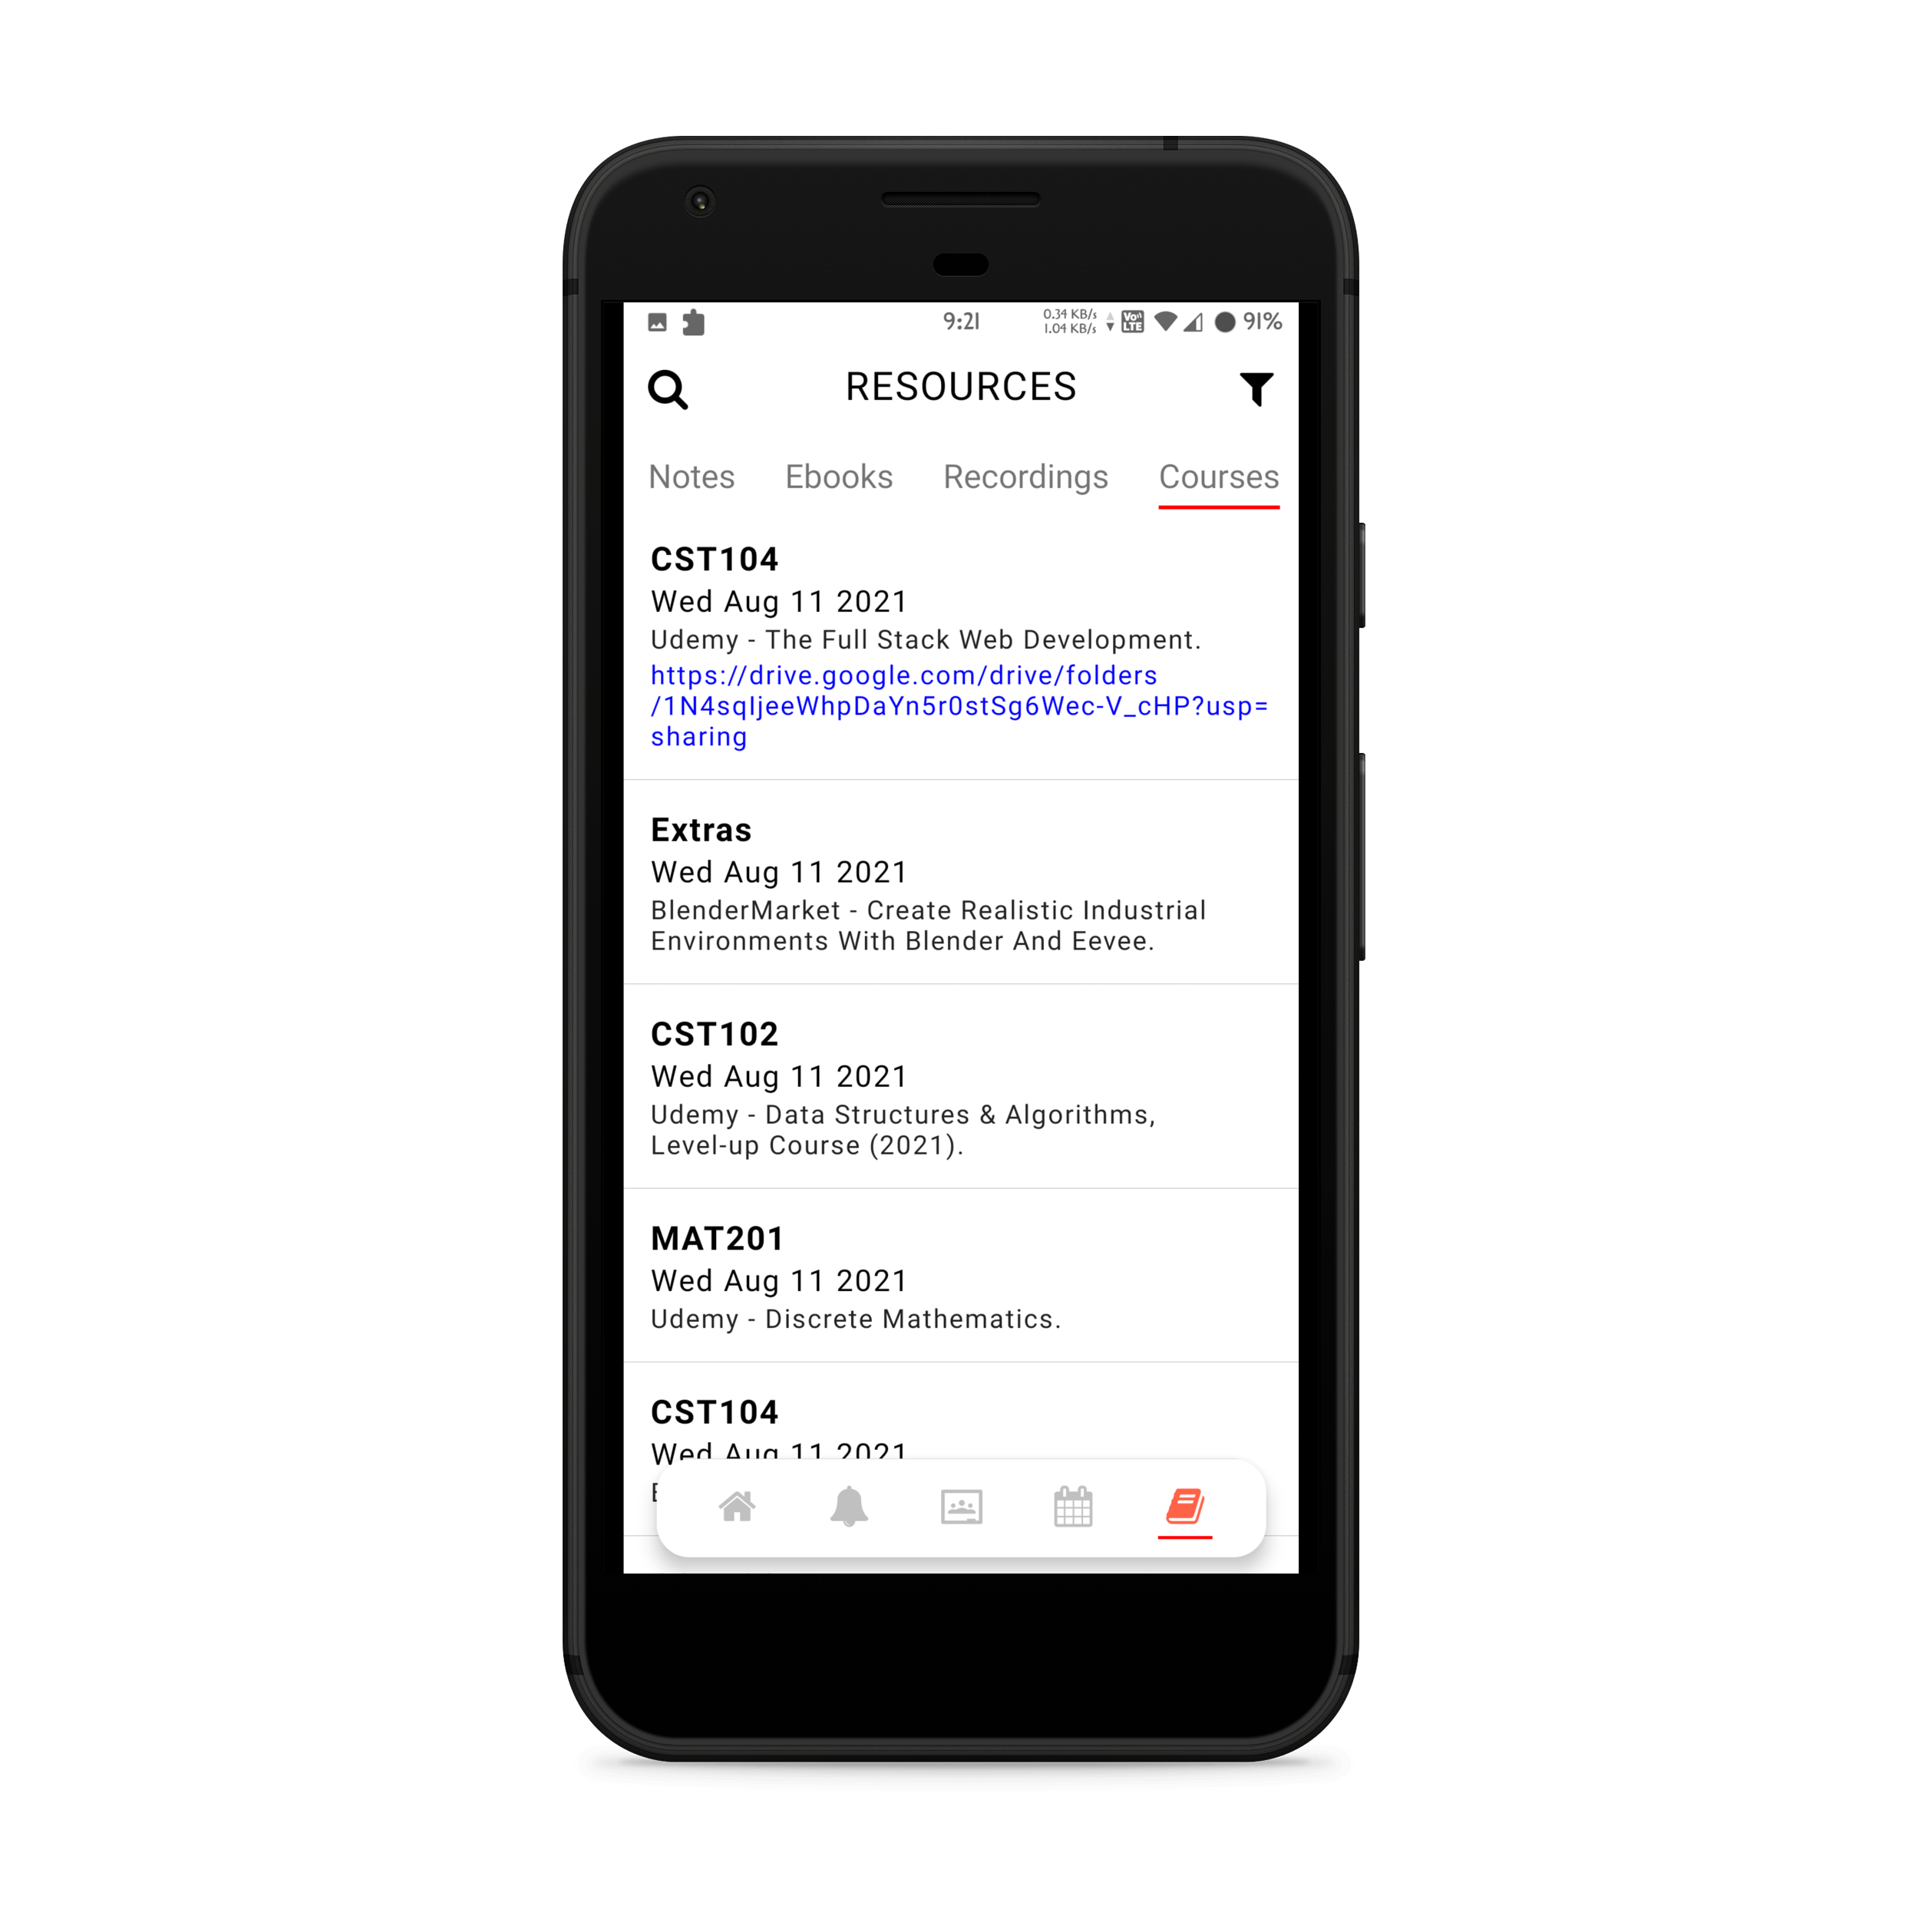 9:21
0.34 KB/s
1.04 KB/s
Vo
LTE
91%
RESOURCES
Notes Ebooks Recordings Courses
CST104
Wed Aug 11 2021
Udemy - The Full Stack Web Development.
https://drive.google.com/drive/folders
/1N4sqIjeeWhpDaYn5r0stSg6Wec-V_cHP?usp=
sharing
Extras
Wed Aug 11 2021
BlenderMarket - Create Realistic Industrial
Environments With Blender And Eevee.
CST102
Wed Aug 11 2021
Udemy - Data Structures & Algorithms,
Level-up Course (2021).
MAT201
Wed Aug 11 2021
Udemy - Discrete Mathematics.
CST104
Wed Aug 11 2021